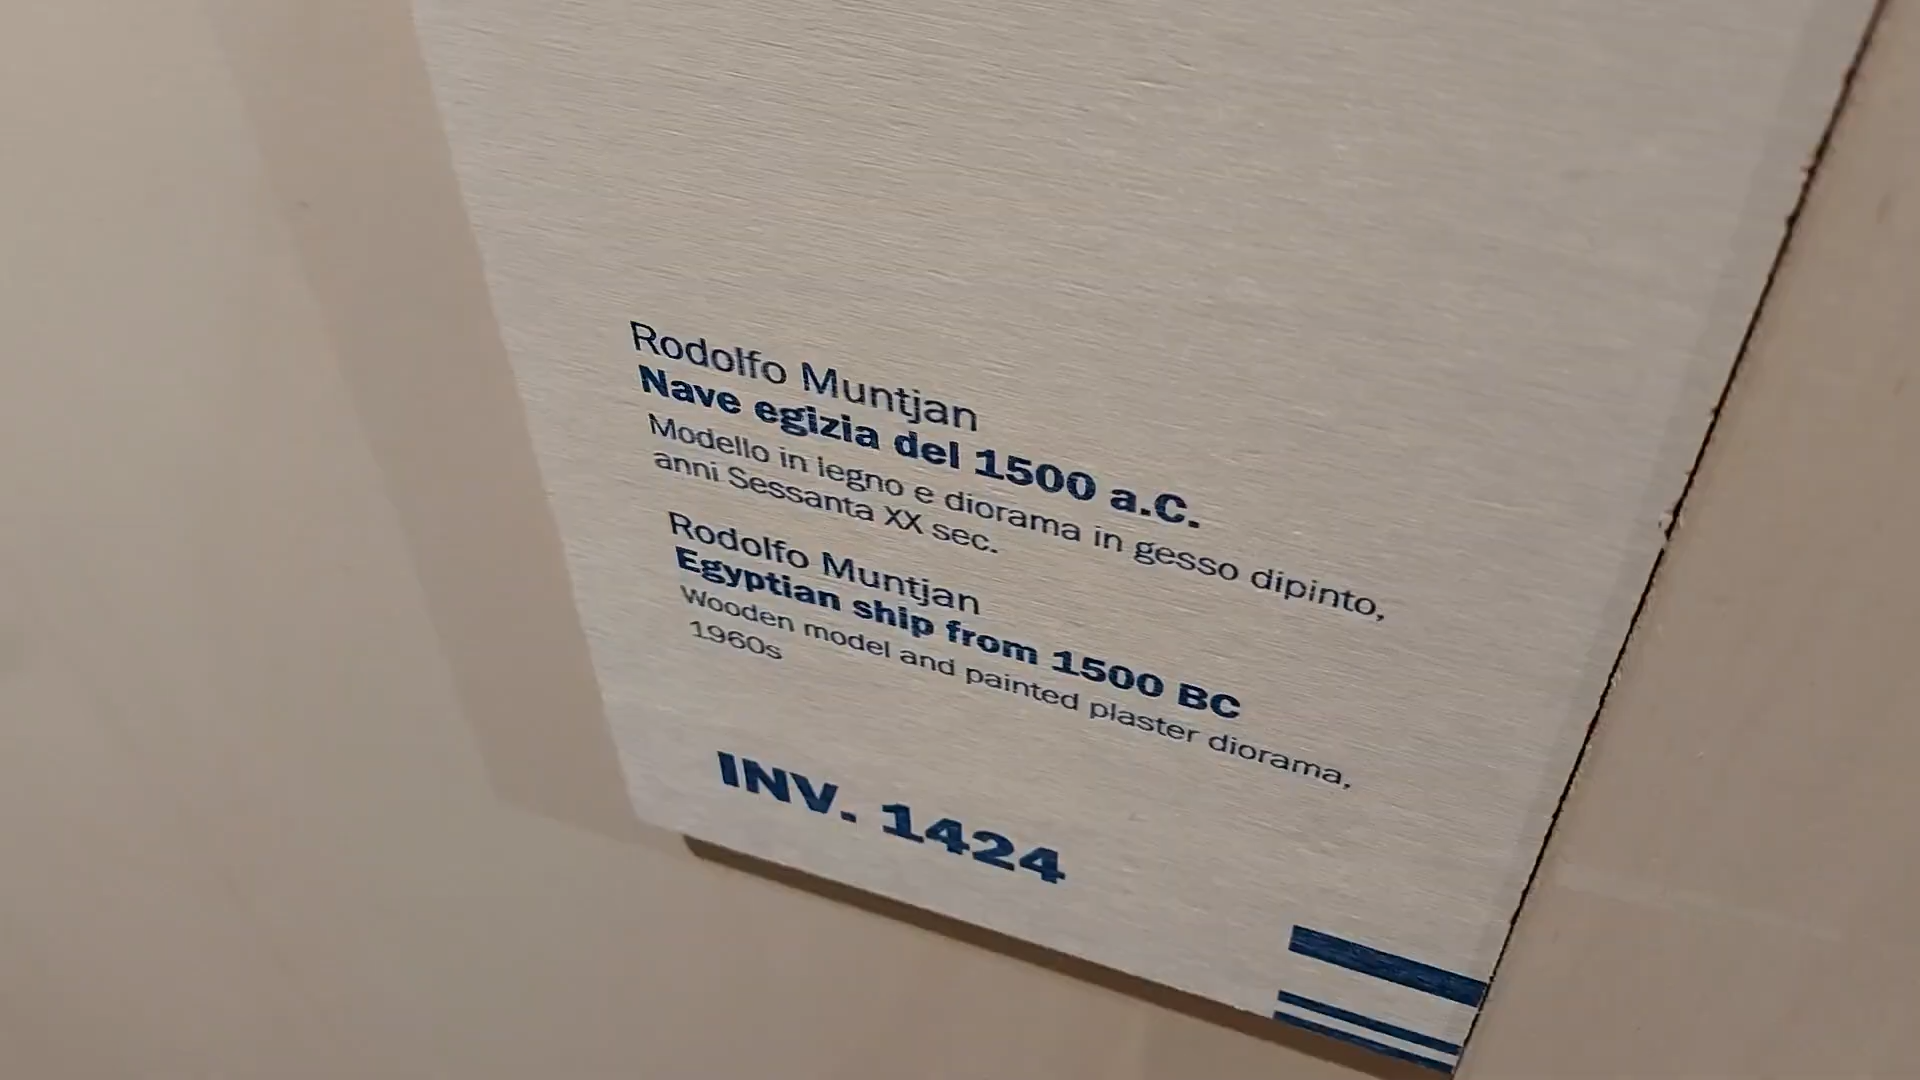 Rodolfo Muntjan
Nave egizia del 1500 a.C.
Modello in legno e diorama in gesso dipinto,
anni Sessanta XX sec.
Rodolfo Muntjan
Egyptian ship from 1500 BC
Wooden model and painted plaster diorama,
1960s
INV. 1424